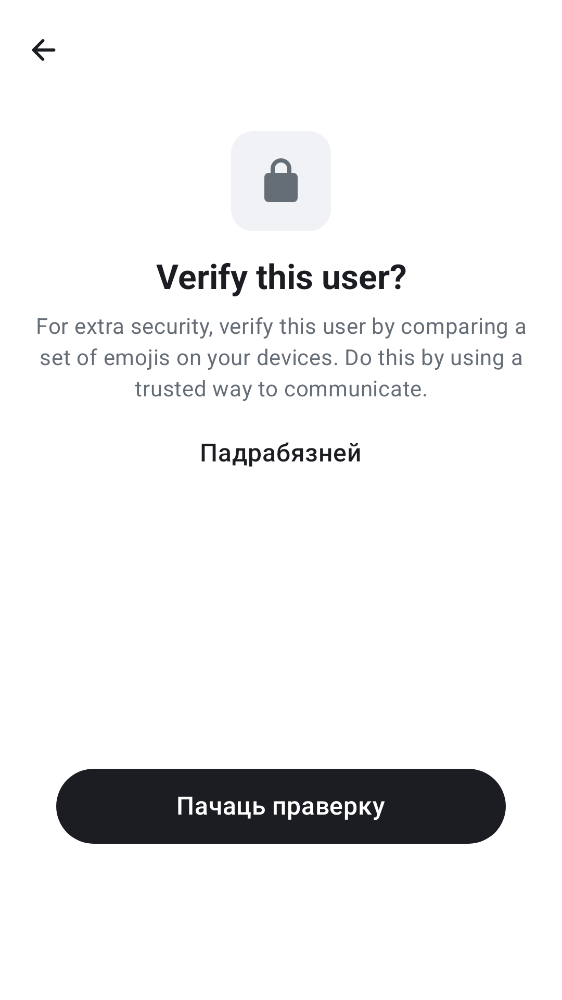 Verify this user?
For extra security, verify this user by comparing a
set of emojis on your devices. Do this by using a
trusted way to communicate.
Падрабязней
Пачаць праверку